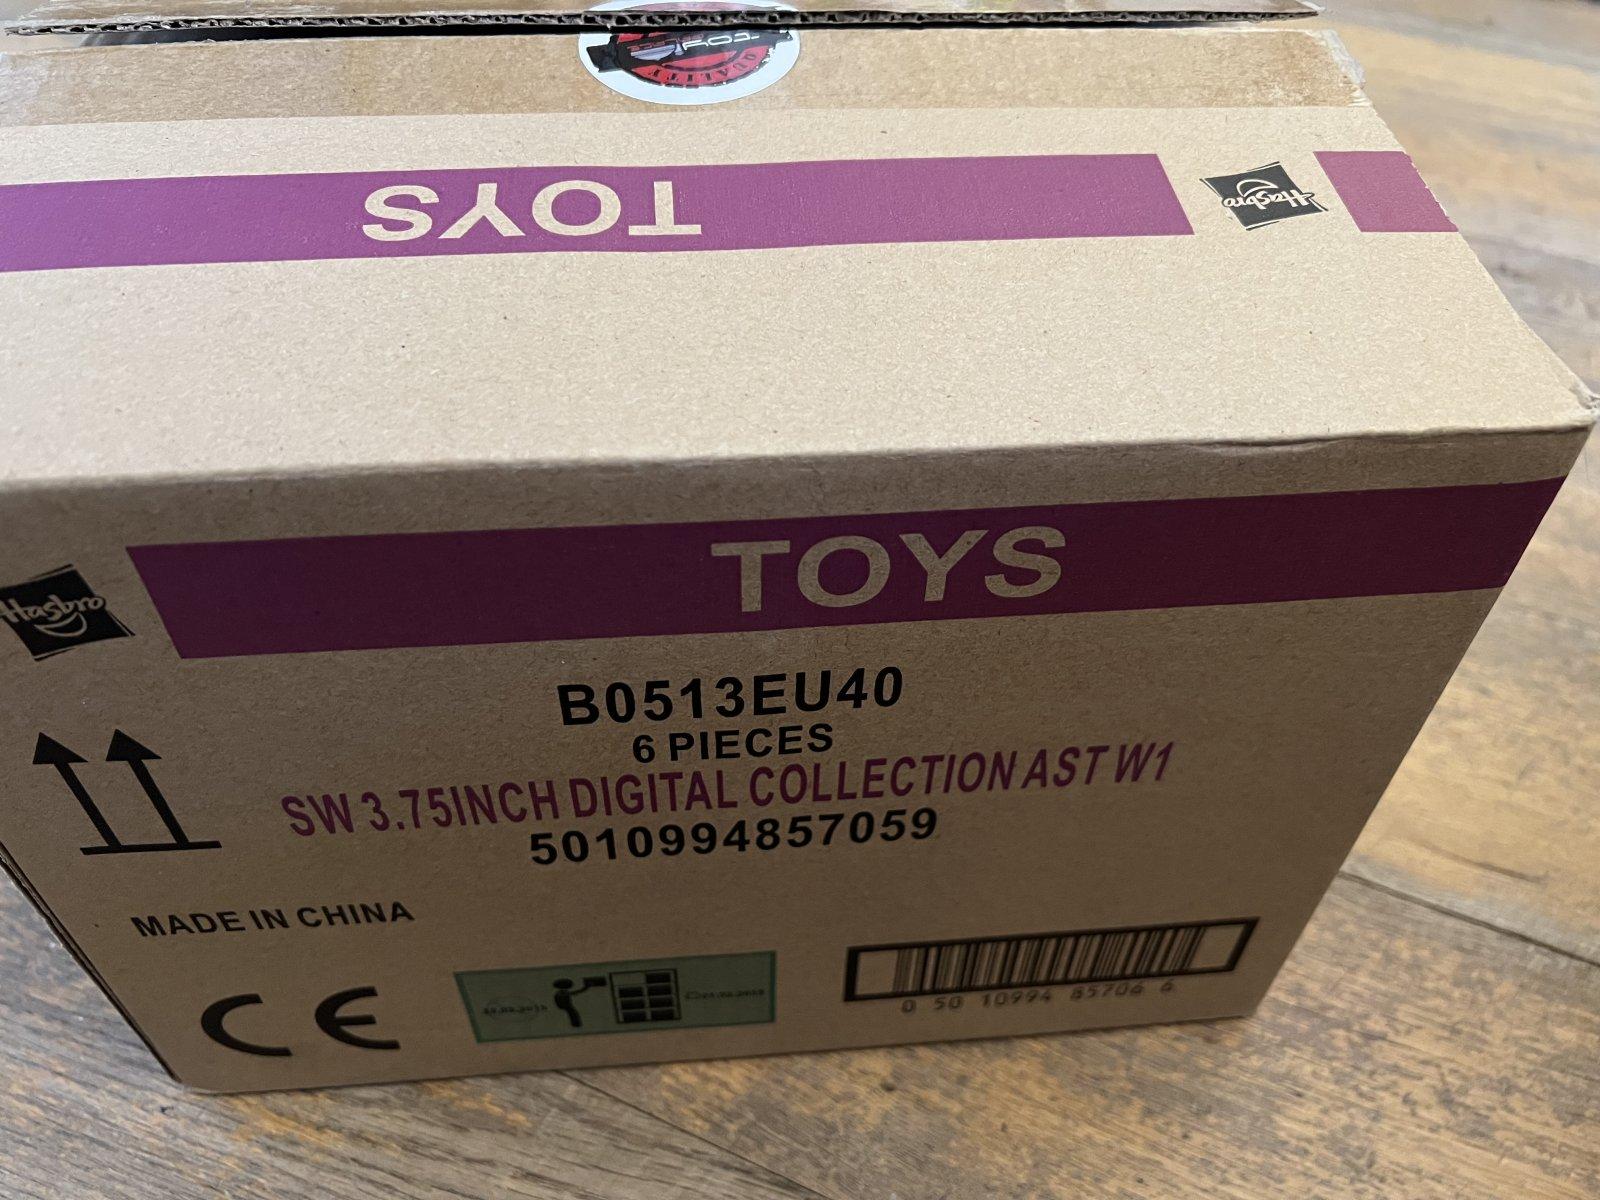 QUALITY
TOYS
Hasbro
TOYS
Hasbro
B0513EU40
6 PIECES
SW 3.75INCH DIGITAL COLLECTION AST W1
5010994857059
MADE IN CHINA
CE
0 50 10994 85706 6